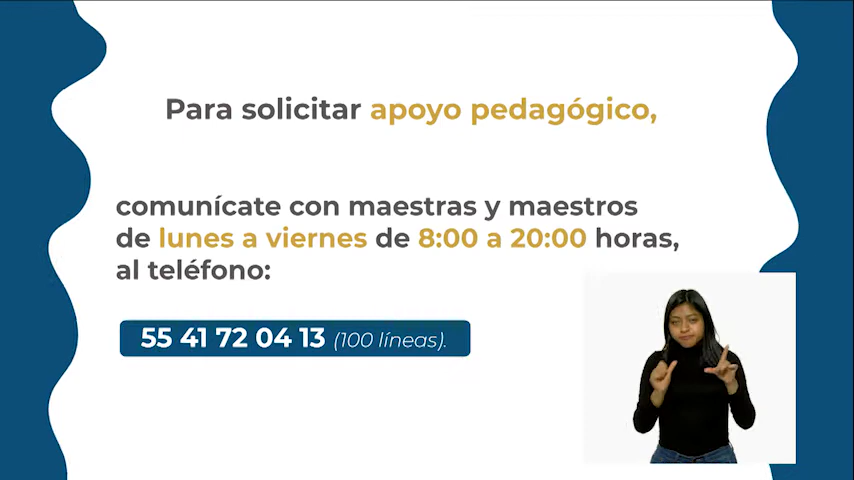 Para solicitar apoyo pedagógico,
comunícate con maestras y maestros
de lunes a viernes de 8:00 a 20:00 horas,
al teléfono:
55 41 72 04 13 (100 líneas).